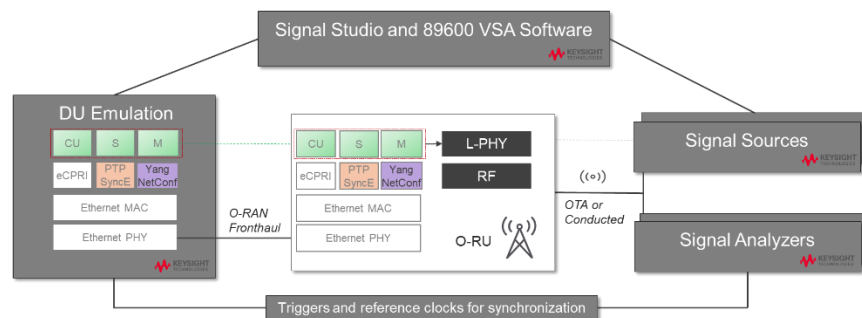 Signal Studio and 89600 VSA Software
KEYSIGHT
TECHNOLOGIES
DU Emulation
CU
S
M
eCPRI
PTP
SyncE
Yang
NetConf
Ethernet MAC
Ethernet PHY
KEYSIGHT
TECHNOLOGIES
O-RAN
Fronthaul
CU
S
M
L-PHY
eCPRI
PTP
SyncE
Yang
NetConf
RF
Ethernet MAC
Ethernet PHY
O-RU
OTA or
Conducted
Signal Sources
KEYSIGHT
TECHNOLOGIES
Signal Analyzers
KEYSIGHT
TECHNOLOGIES
Triggers and reference clocks for synchronization